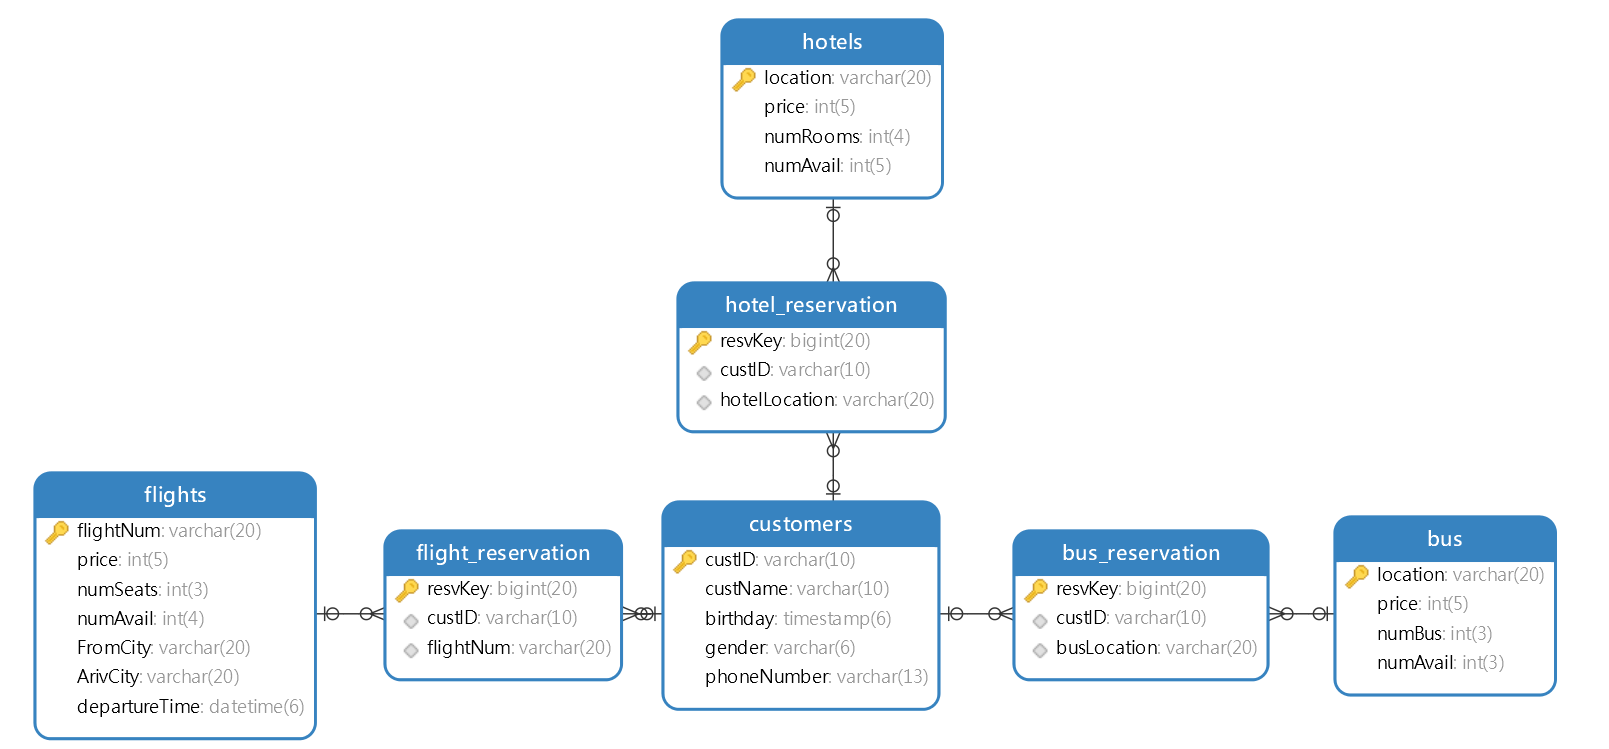 hotels
location: varchar(20)
price: int(5)
numRooms: int(4)
numAvail: int(5)
hotel_reservation
resvKey: bigint(20)
custID: varchar(10)
hotelLocation: varchar(20)
flights
flightNum: varchar(20)
price: int(5)
numSeats: int(3)
numAvail: int(4)
FromCity: varchar(20)
ArivCity: varchar(20)
departureTime: datetime(6)
flight_reservation
resvKey: bigint(20)
custID: varchar(10)
flightNum: varchar(20)
customers
custID: varchar(10)
custName: varchar(10)
birthday: timestamp(6)
gender: varchar(6)
phoneNumber: varchar(13)
bus_reservation
resvKey: bigint(20)
custID: varchar(10)
busLocation: varchar(20)
bus
location: varchar(20)
price: int(5)
numBus: int(3)
numAvail: int(3)